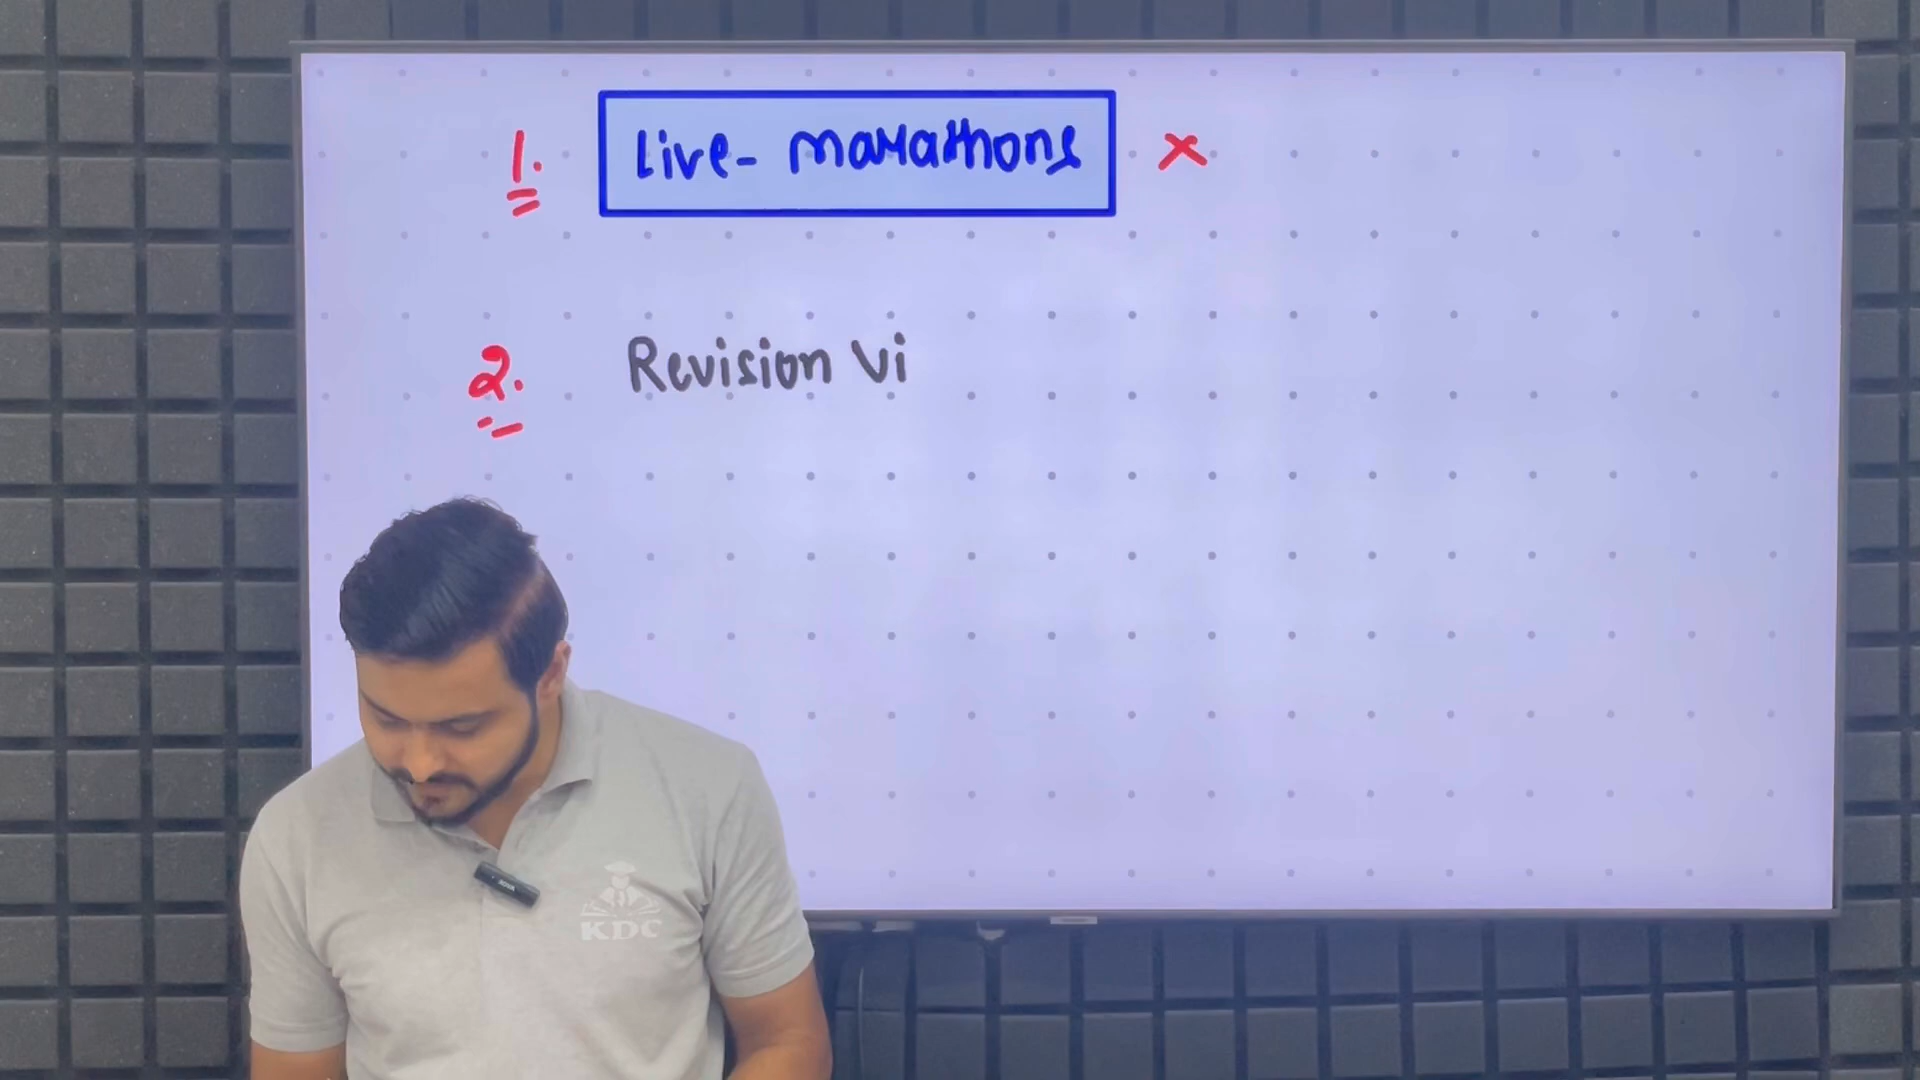 1. Live- marathons ×
2. Revision Vi
KDC